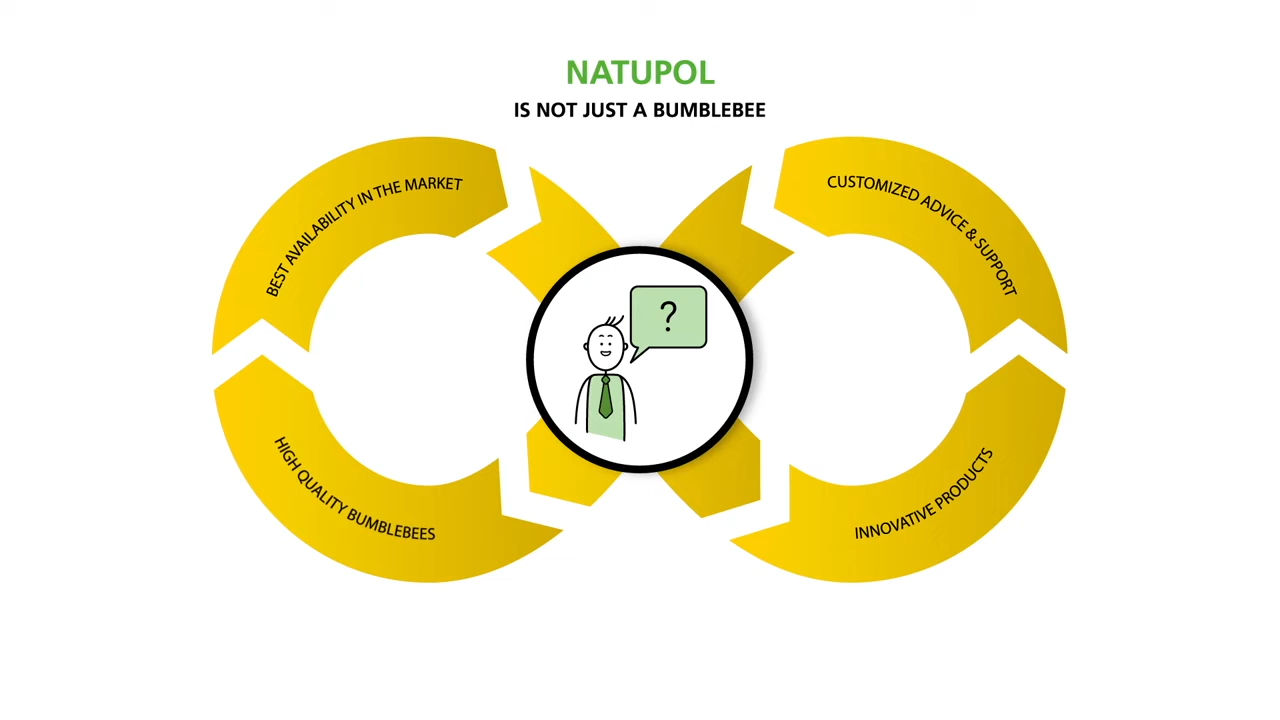 NATUPOL
IS NOT JUST A BUMBLEBEE
BEST AVAILABILITY IN THE MARKET
CUSTOMIZED ADVICE & SUPPORT
?
HIGH QUALITY BUMBLEBEES
INNOVATIVE PRODUCTS